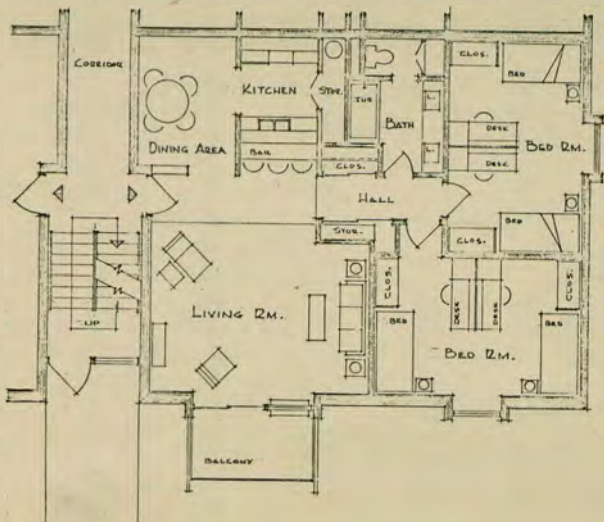 CORRIDOR
KITCHEN
STOR.
TUB
BATH
CLOS.
BED
DESK
DESK
BED RM.
DINING AREA
BAR
CLOS.
HALL
BED
STOR.
CLOS.
UP
LIVING RM.
CLOS.
DESK
DESK
CLOS.
BED
BED
BED RM.
BALCONY